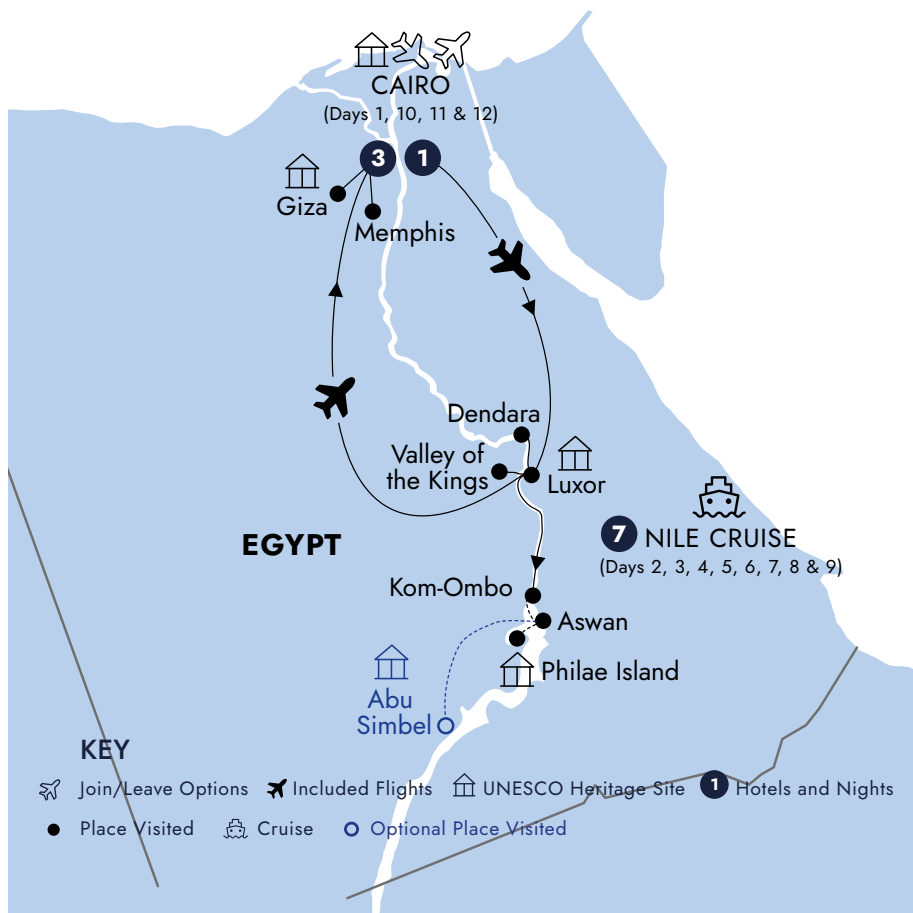 CAIRO
(Days 1, 10, 11 & 12)
3
1
Giza
Memphis
Dendara
Valley of
the Kings
Luxor
EGYPT
7 NILE CRUISE
(Days 2, 3, 4, 5, 6, 7, 8 & 9)
Kom-Ombo
Aswan
Philae Island
Abu
Simbel
KEY
Join/Leave Options
Included Flights
UNESCO Heritage Site
1 Hotels and Nights
Place Visited
Cruise
Optional Place Visited